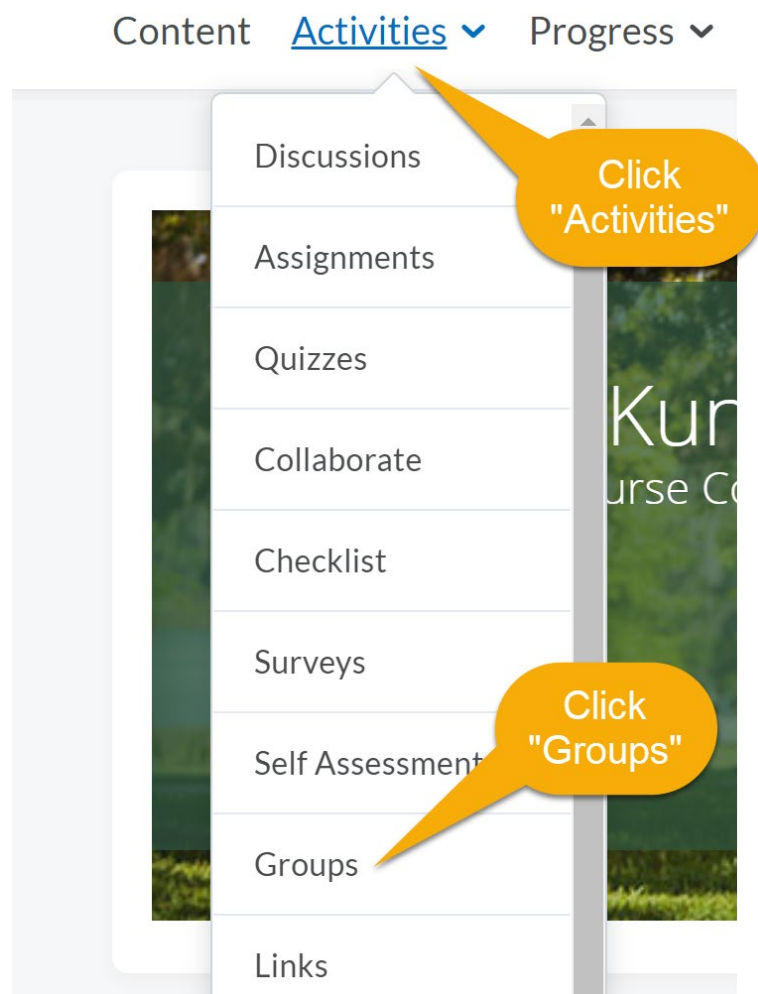 Content Activities Progress
Discussions
Click
"Activities"
Assignments
Quizzes
Collaborate
Checklist
Surveys
Click
"Groups"
Self Assessment
Groups
Links